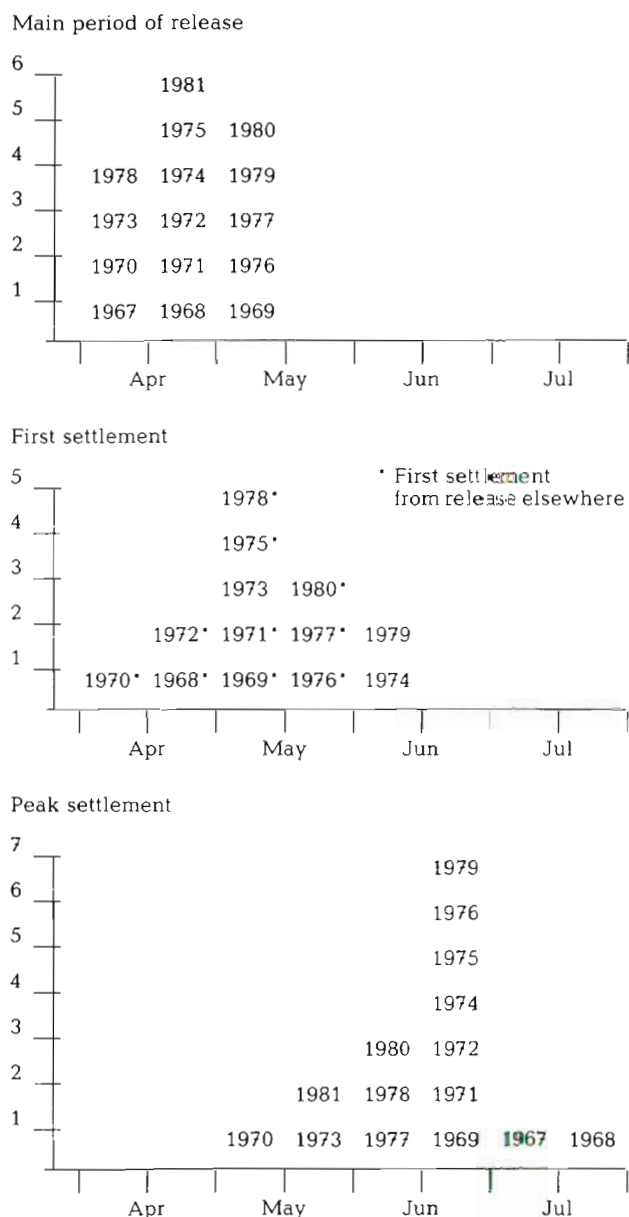 Main period of release
6
1981
5
1975 1980
4
1978 1974 1979
3
1973 1972 1977
2
1970 1971 1976
1
1967 1968 1969
Apr May Jun Jul
First settlement
5
1978•
• First settlement
from release elsewhere
4
1975•
3
1973 1980•
2
1972• 1971• 1977• 1979
1
1970• 1968• 1969• 1976• 1974
Apr May Jun Jul
Peak settlement
7
1979
6
1976
5
1975
4
1974
3
1980 1972
2
1981 1978 1971
1
1970 1973 1977 1969 1967 1968
Apr May Jun Jul